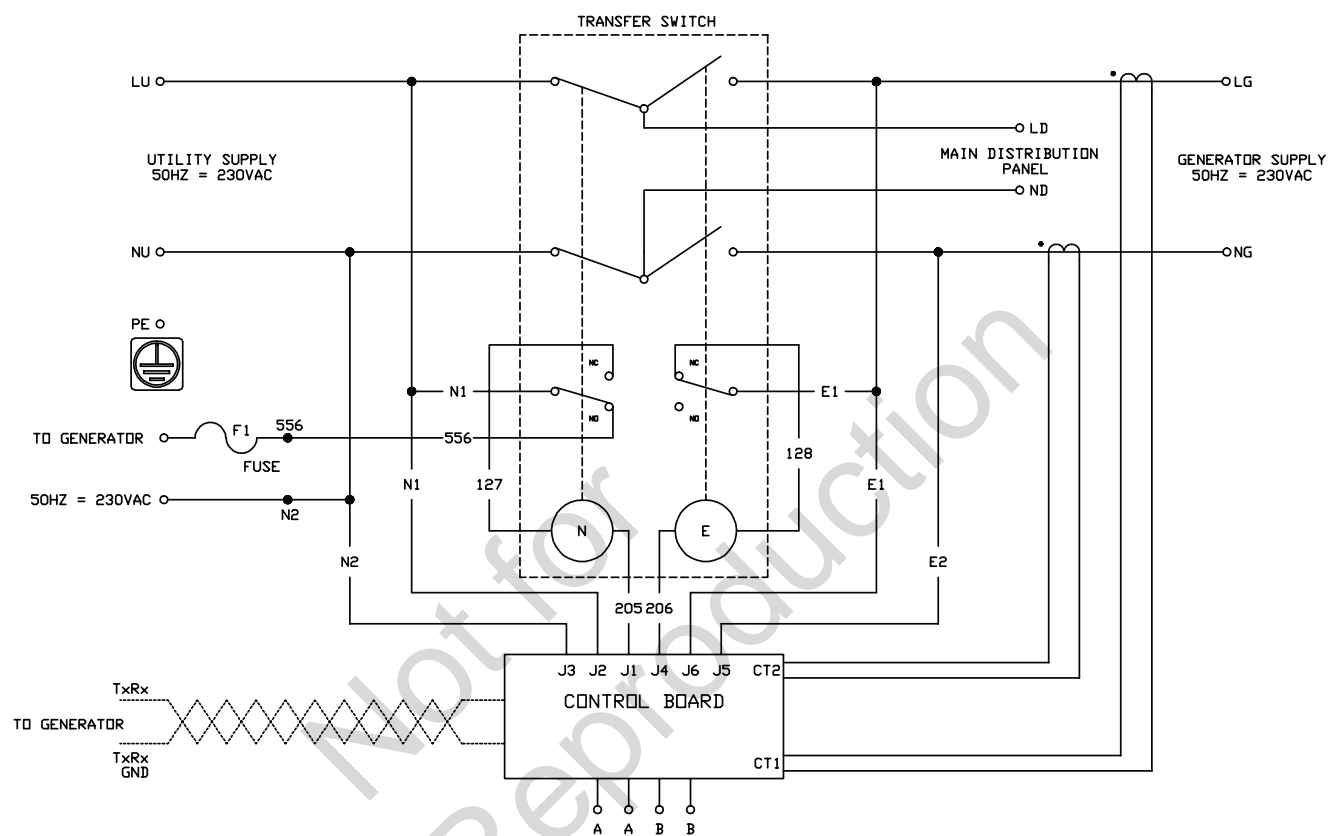 TRANSFER SWITCH
LU
LG
LD
UTILITY SUPPLY
50HZ = 230VAC
MAIN DISTRIBUTION
PANEL
GENERATOR SUPPLY
50HZ = 230VAC
ND
NU
NG
PE
NC
NC
N1
E1
NO
NO
TO GENERATOR
F1
FUSE
556
556
128
50HZ = 230VAC
N2
N1
127
E1
N
E
N2
E2
205
206
J3
J2
J1
J4
J6
J5
CT2
CONTROL BOARD
TxRx
TO GENERATOR
TxRx
GND
CT1
A
A
B
B
Not for
Reproduction